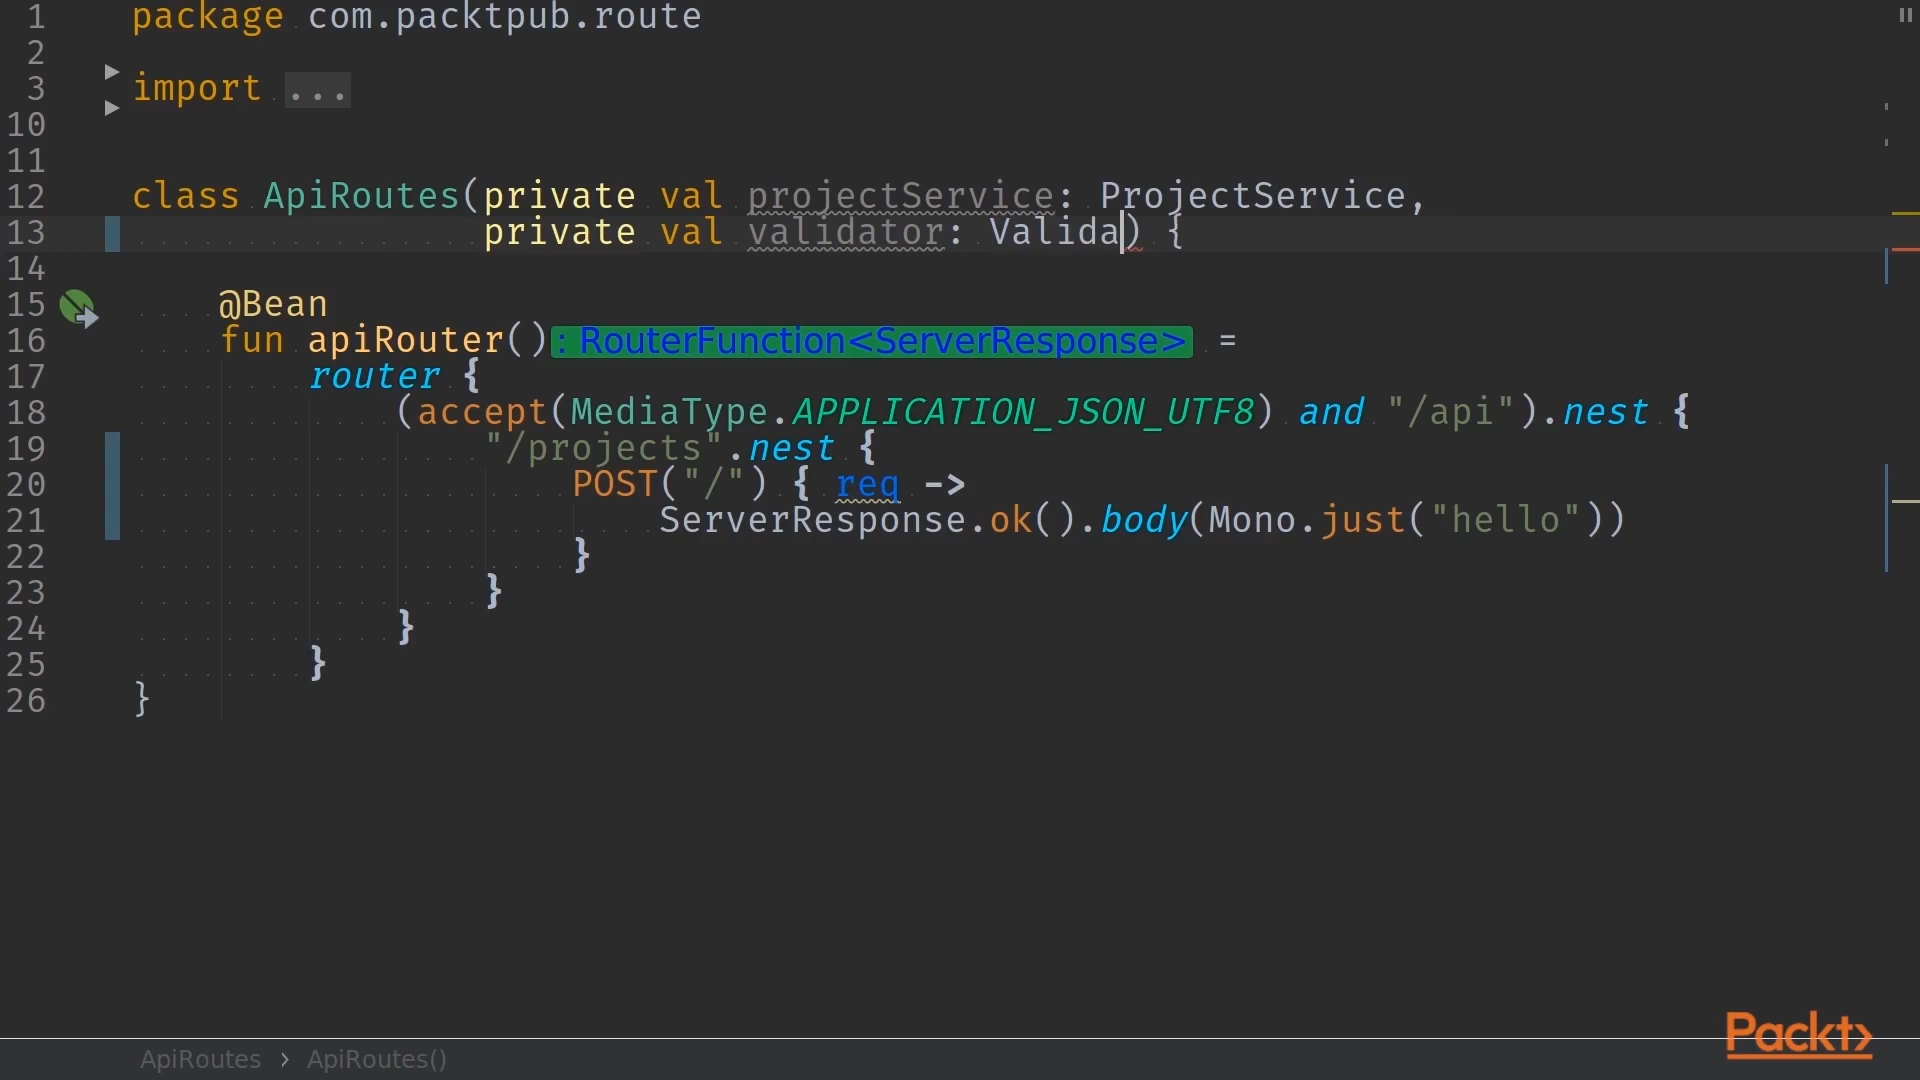 1 package com.packtpub.route
2
3 import ...
10
11
12 class ApiRoutes(private val projectService: ProjectService,
13 private val validator: Valida) {
14
15 @Bean
16 fun apiRouter(): RouterFunction<ServerResponse> =
17 router {
18 (accept(MediaType.APPLICATION_JSON_UTF8) and "/api").nest {
19 "/projects".nest {
20 POST("/") { req ->
21 ServerResponse.ok().body(Mono.just("hello"))
22 }
23 }
24 }
25 }
26 }
Packt>
ApiRoutes > ApiRoutes()